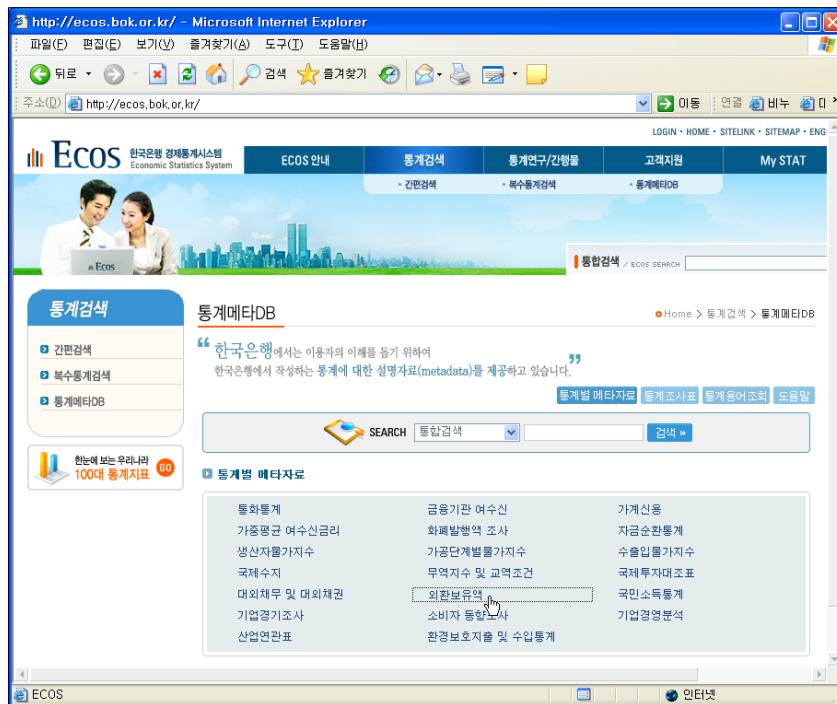 http://ecos.bok.or.kr/ - Microsoft Internet Explorer
파일(F) 편집(E) 보기(V) 즐겨찾기(A) 도구(T) 도움말(H)
뒤로 검색 즐겨찾기
주소(D) http://ecos.bok.or.kr/ 이동 연결 비누
LOGIN · HOME · SITELINK · SITEMAP · ENG
Ecos 한국은행 경제통계시스템 Economic Statistics System
ECOS 안내 통계검색 통계연구/간행물 고객지원 My STAT
· 간편검색 · 복수통계검색 · 통계메타DB
Ecos
통합검색 / ECOS SEARCH
통계검색
간편검색
복수통계검색
통계메타DB
한눈에 보는 우리나라
100대 통계지표 GO
통계메타DB
Home > 통계검색 > 통계메타DB
“ 한국은행에서는 이용자의 이해를 돕기 위하여
한국은행에서 작성하는 통계에 대한 설명자료(metadata)를 제공하고 있습니다. ”
통계별 메타자료 통계조사표 통계용어조회 도움말
SEARCH 통합검색 검색 »
통계별 메타자료
통화통계 금융기관 여수신 가계신용
가중평균 여수신금리 화폐발행액 조사 자금순환통계
생산자물가지수 가공단계별물가지수 수출입물가지수
국제수지 무역지수 및 교역조건 국제투자대조표
대외채무 및 대외채권 외환보유액 국민소득통계
기업경기조사 소비자 동향조사 기업경영분석
산업연관표 환경보호지출 및 수입통계
ECOS 인터넷